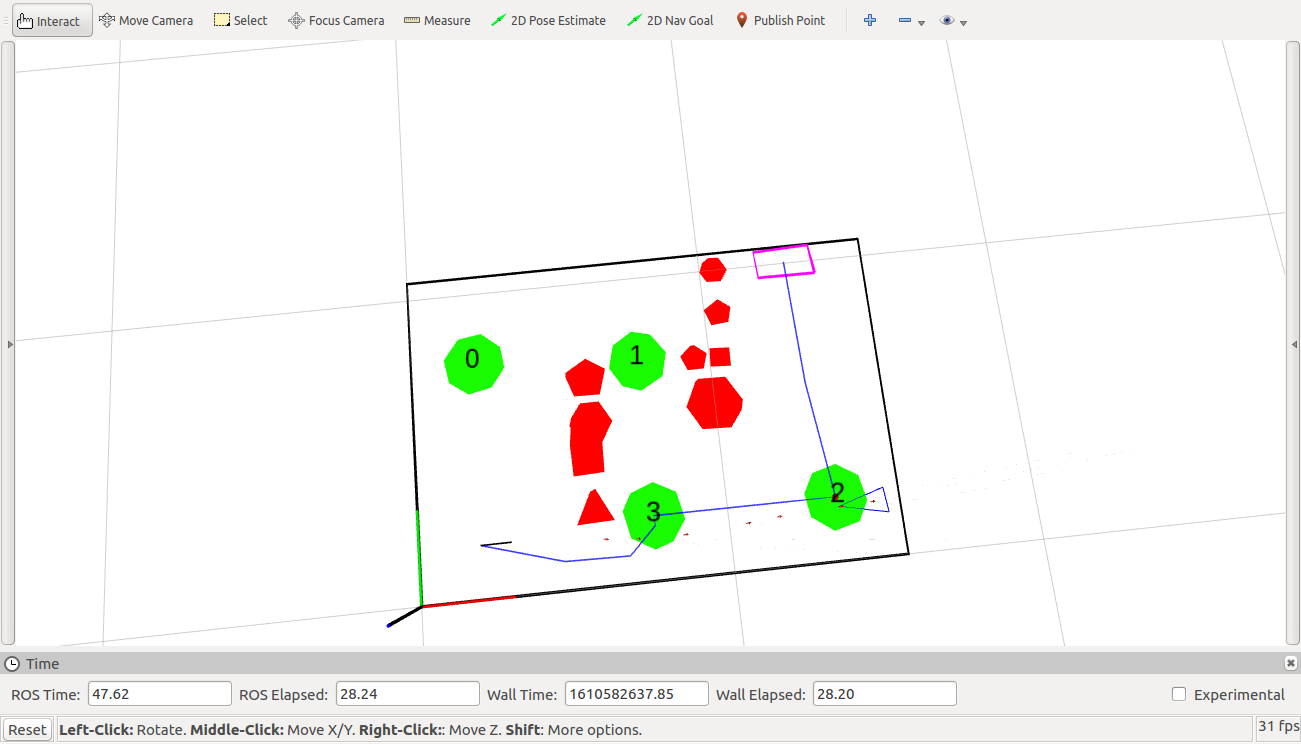 Interact Move Camera Select Focus Camera Measure 2D Pose Estimate 2D Nav Goal Publish Point
0
1
2
3
Time
ROS Time: 47.62 ROS Elapsed: 28.24 Wall Time: 1610582637.85 Wall Elapsed: 28.20 Experimental
Reset Left-Click: Rotate. Middle-Click: Move X/Y. Right-Click:: Move Z. Shift: More options. 31 fps